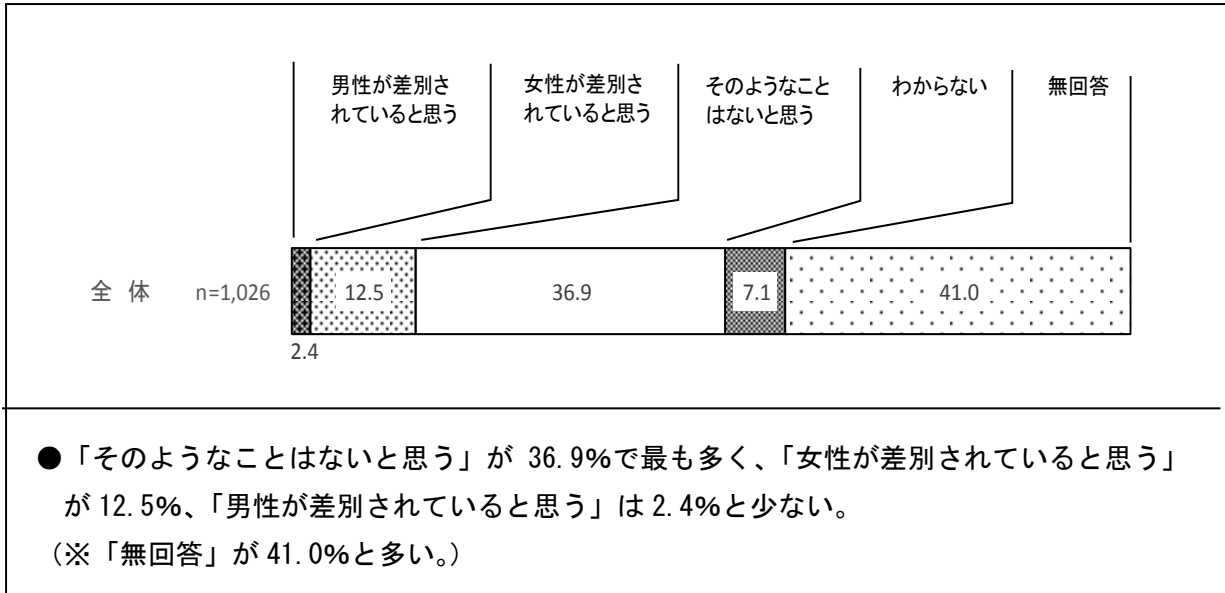 男性が差別さ
れていると思う
女性が差別さ
れていると思う
そのようなこと
はないと思う
わからない
無回答
全 体 n=1,026
12.5
36.9
7.1
41.0
2.4
●「そのようなことはないと思う」が 36.9%で最も多く、「女性が差別されていると思う」
が 12.5%、「男性が差別されていると思う」は 2.4%と少ない。
(※「無回答」が 41.0%と多い。)